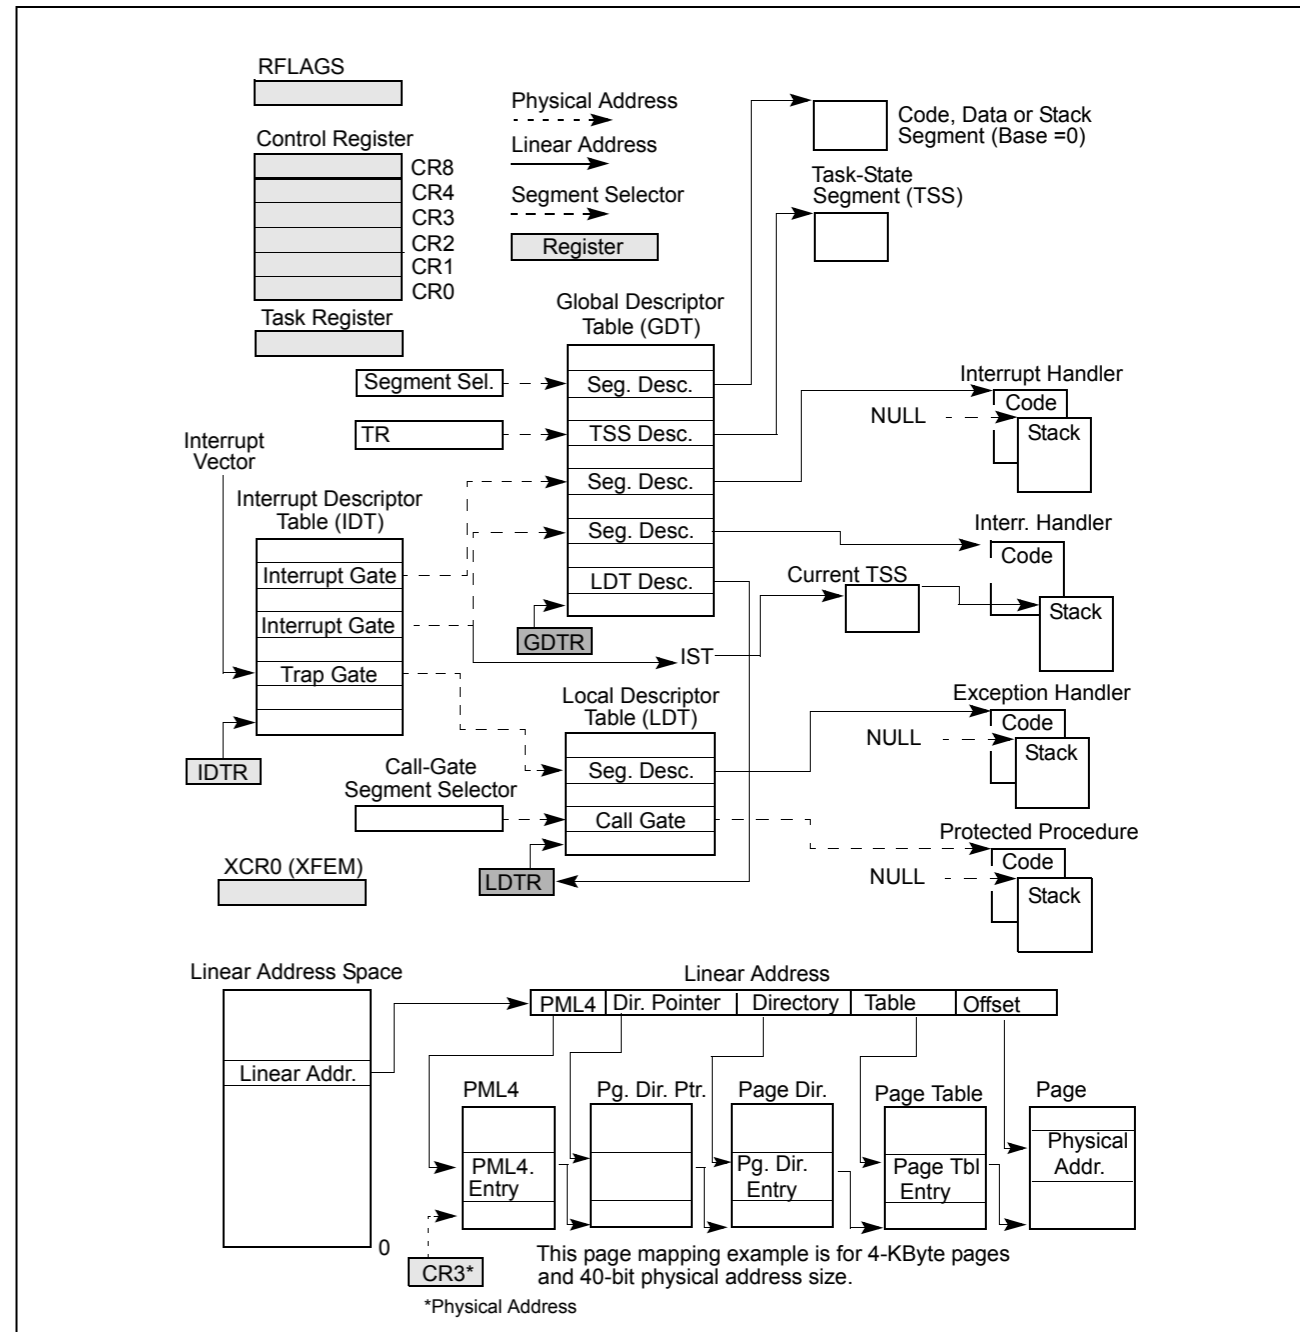 RFLAGS
Control Register
CR8
CR4
CR3
CR2
CR1
CR0
Task Register
Physical Address
Linear Address
Segment Selector
Register
Code, Data or Stack
Segment (Base =0)
Task-State
Segment (TSS)
Global Descriptor
Table (GDT)
Segment Sel.
Seg. Desc.
TR
TSS Desc.
Seg. Desc.
Seg. Desc.
LDT Desc.
GDTR
Interrupt
Vector
Interrupt Descriptor
Table (IDT)
Interrupt Gate
Interrupt Gate
Trap Gate
IDTR
Interrupt Handler
NULL
Code
Stack
Interr. Handler
Code
Current TSS
Stack
IST
Local Descriptor
Table (LDT)
Seg. Desc.
Call-Gate
Segment Selector
Call Gate
LDTR
Exception Handler
NULL
Code
Stack
Protected Procedure
NULL
Code
Stack
XCR0 (XFEM)
Linear Address Space
Linear Addr.
0
Linear Address
PML4 Dir. Pointer Directory Table Offset
PML4
Pg. Dir. Ptr.
Page Dir.
Page Table
Page
PML4.
Entry
Pg. Dir.
Entry
Page Tbl
Entry
Physical
Addr.
CR3*
This page mapping example is for 4-KByte pages
and 40-bit physical address size.
*Physical Address